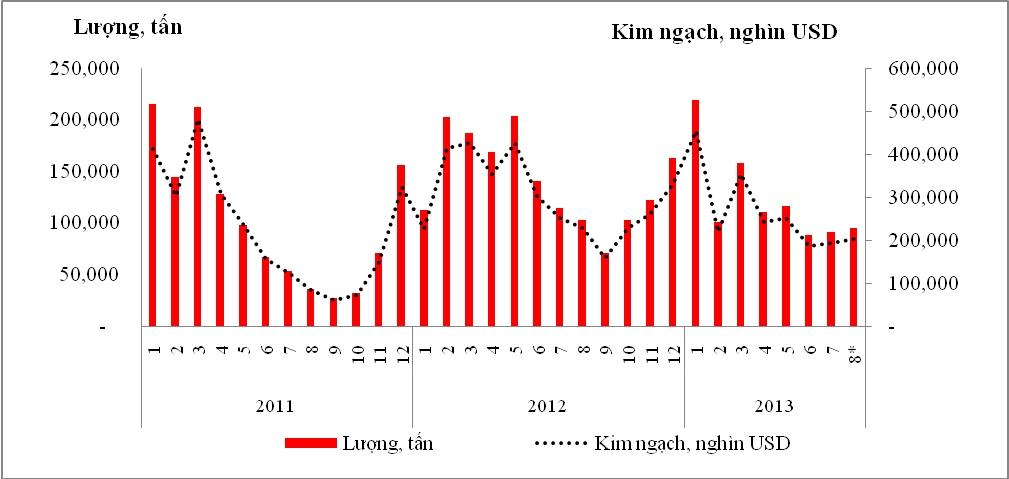 Lượng, tấn
Kim ngạch, nghìn USD
250,000
200,000
150,000
100,000
50,000
-
600,000
500,000
400,000
300,000
200,000
100,000
-
1 2 3 4 5 6 7 8 9 10 11 12 1 2 3 4 5 6 7 8 9 10 11 12 1 2 3 4 5 6 7 8*
2011 2012 2013
Lượng, tấn Kim ngạch, nghìn USD